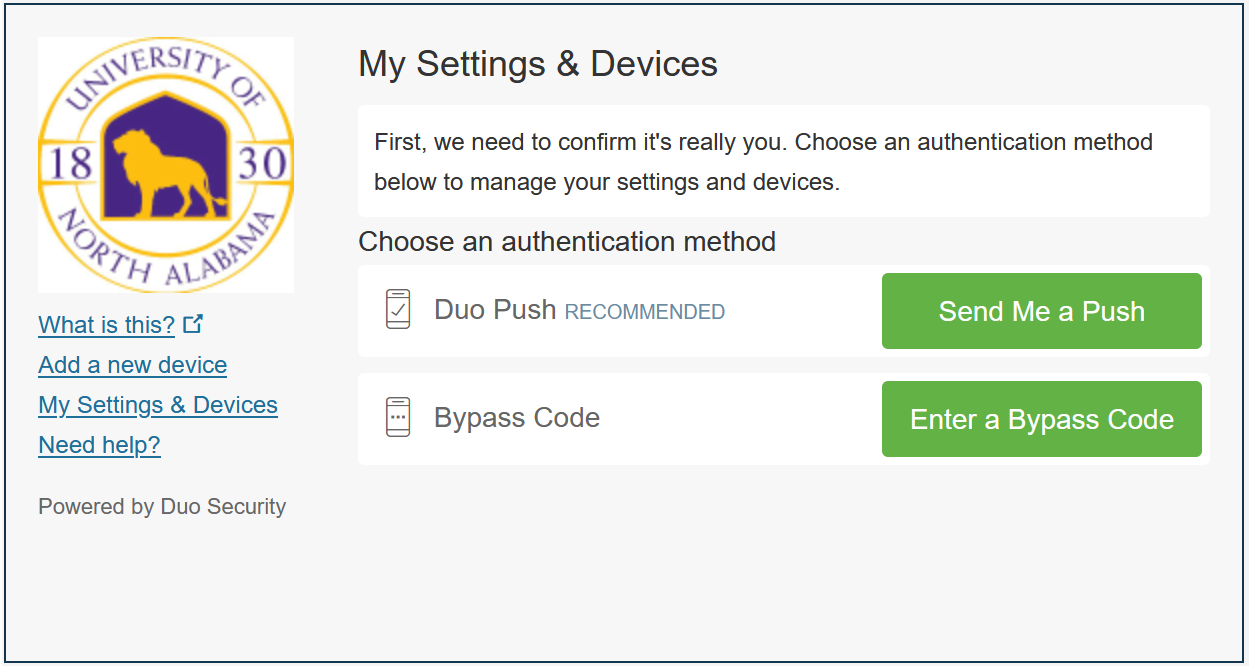 UNIVERSITY OF
18 30
NORTH ALABAMA
What is this?
Add a new device
My Settings & Devices
Need help?
Powered by Duo Security
My Settings & Devices
First, we need to confirm it's really you. Choose an authentication method
below to manage your settings and devices.
Choose an authentication method
Duo Push RECOMMENDED
Send Me a Push
Bypass Code
Enter a Bypass Code